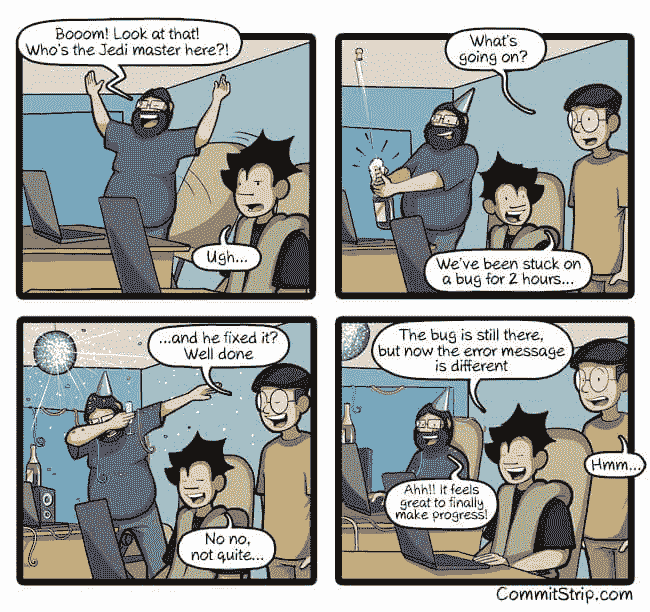 Booom! Look at that!
Who's the Jedi master here?!
Ugh...
What's
going on?
We've been stuck on
a bug for 2 hours...
...and he fixed it?
Well done
No no,
not quite...
The bug is still there,
but now the error message
is different
Hmm...
Ahh!! It feels
great to finally
make progress!
CommitStrip.com